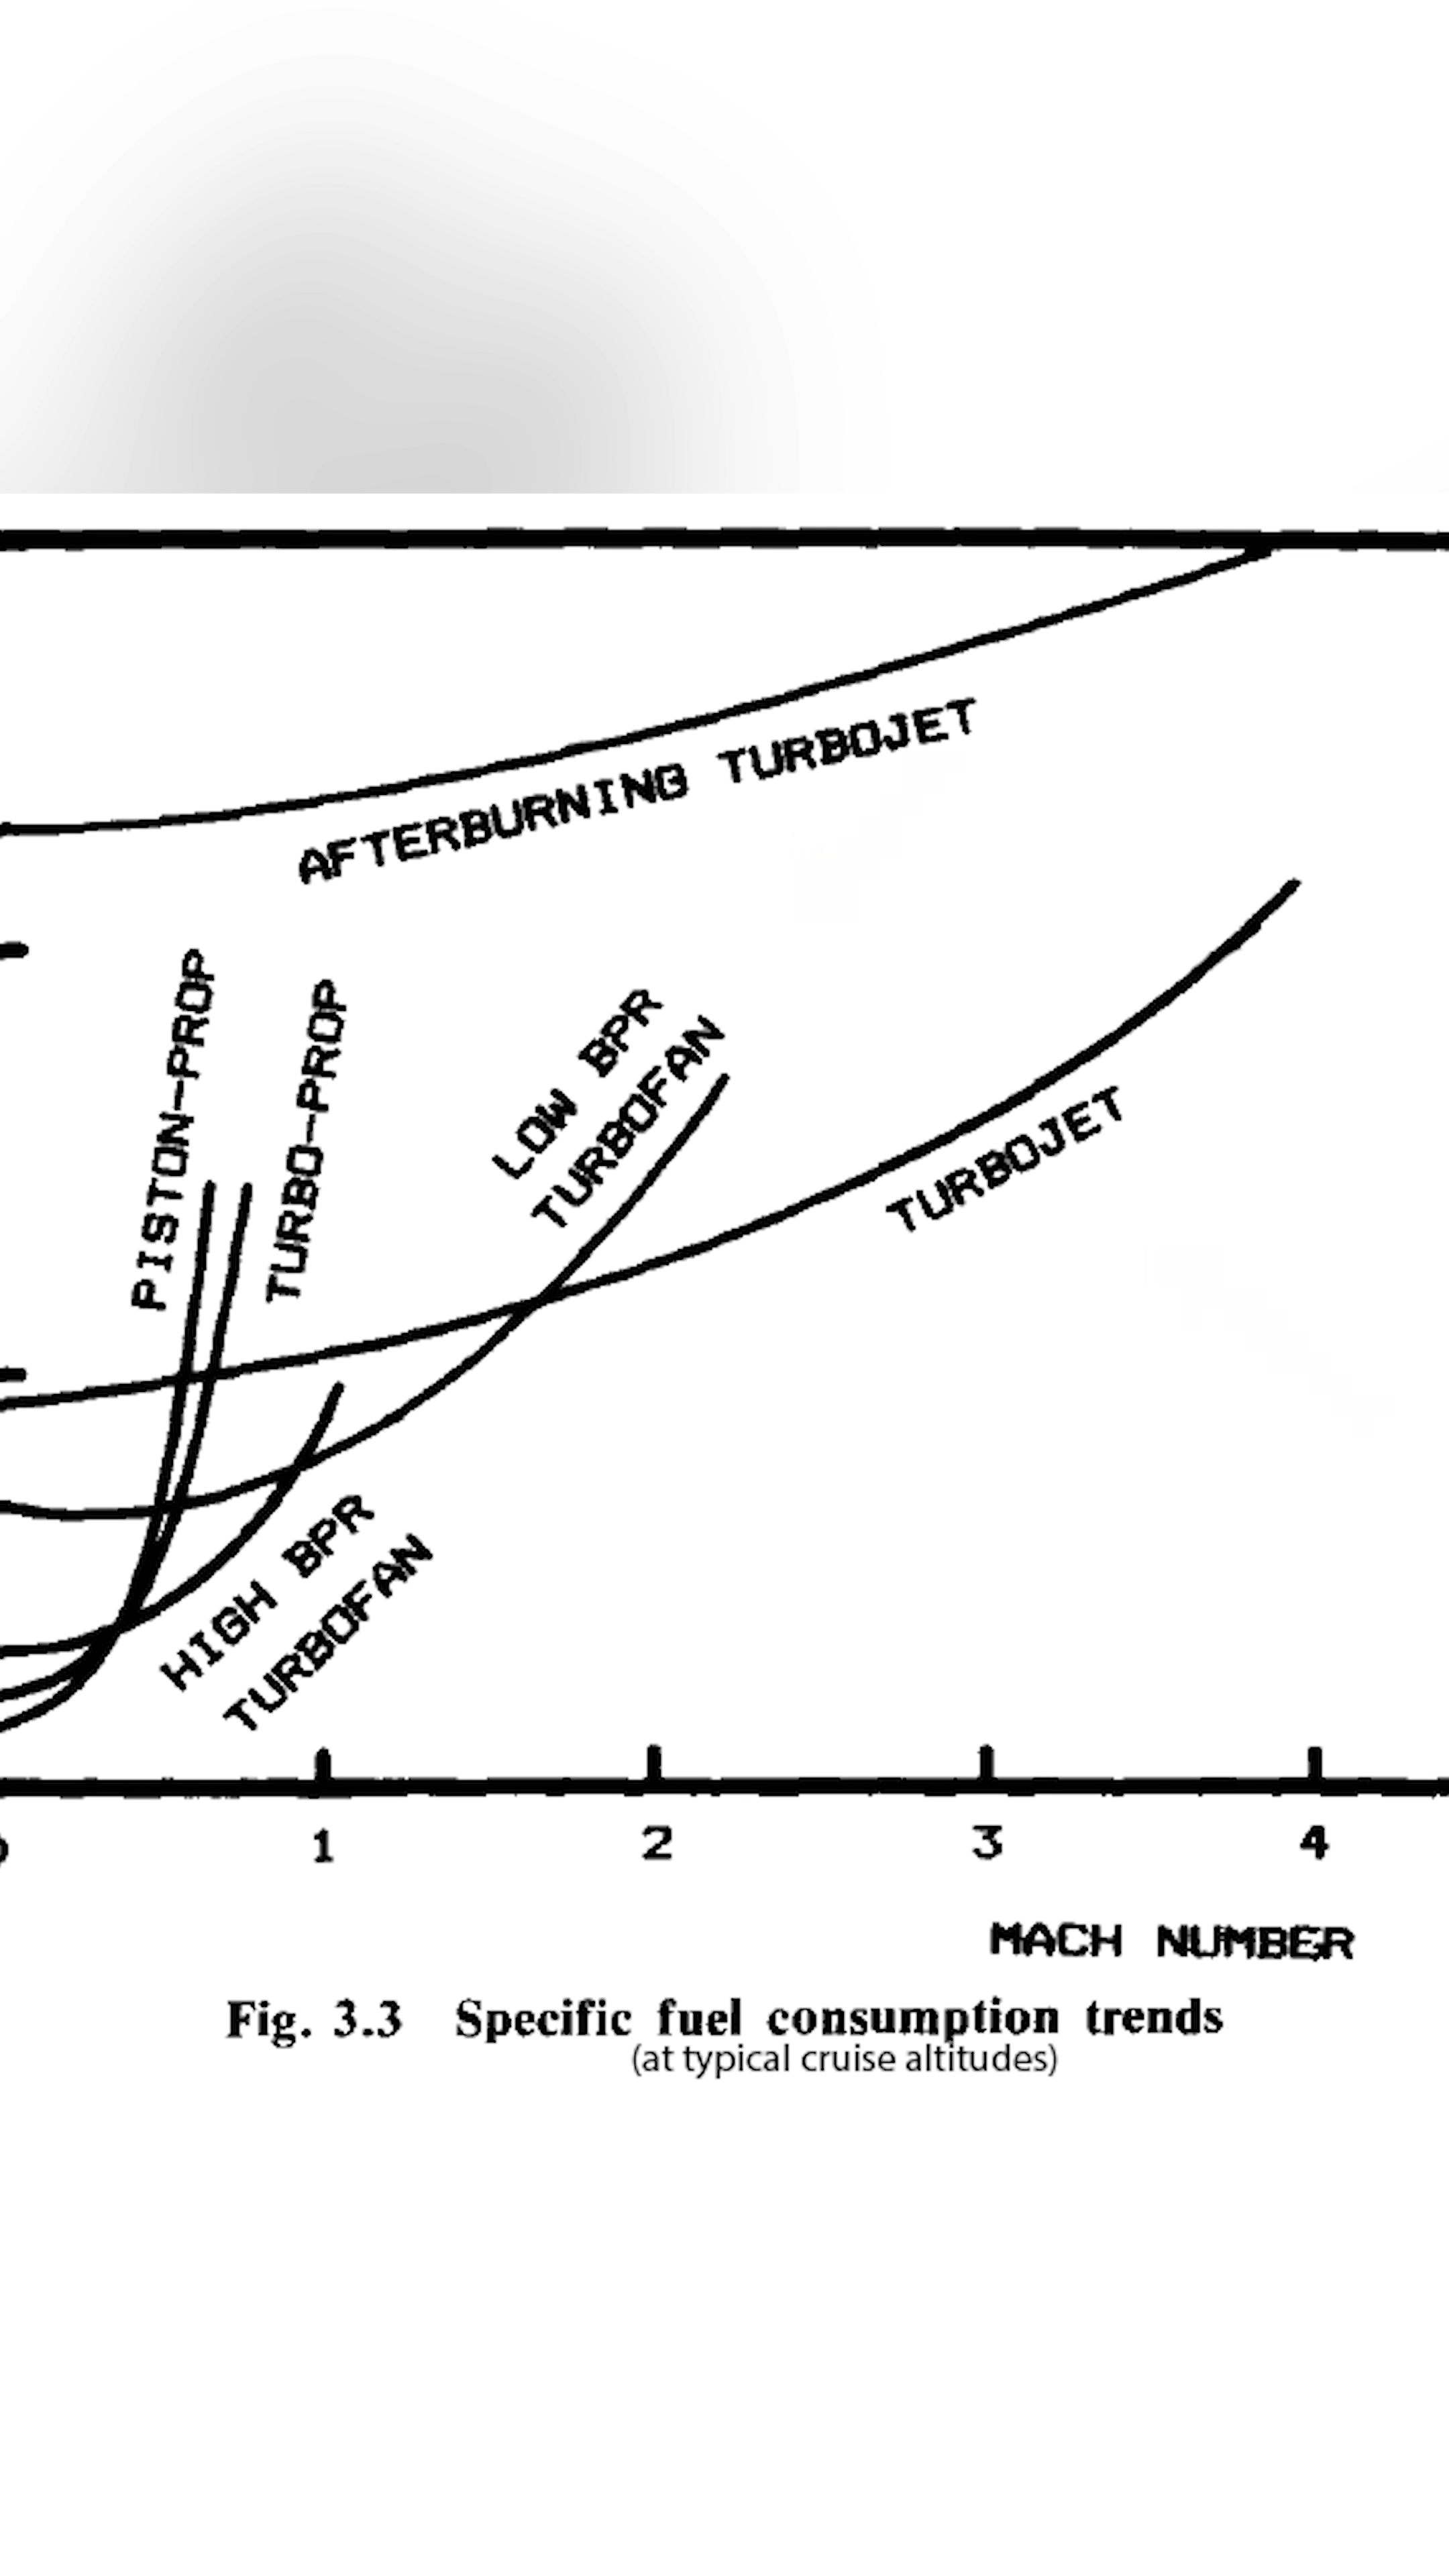 AFTERBURNING TURBOJET
PISTON-PROP
TURBO-PROP
LOW BPR
TURBOFAN
TURBOJET
HIGH BPR
TURBOFAN
1 2 3 4
MACH NUMBER
Fig. 3.3 Specific fuel consumption trends
(at typical cruise altitudes)